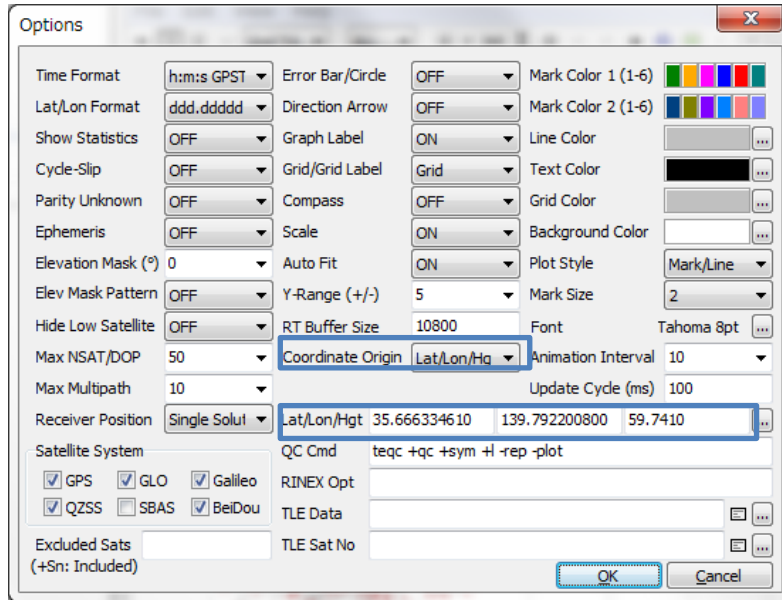 Options
Time Format h:m:s GPST Error Bar/Circle OFF Mark Color 1 (1-6)
Lat/Lon Format ddd.ddddd Direction Arrow OFF Mark Color 2 (1-6)
Show Statistics OFF Graph Label ON Line Color ...
Cycle-Slip OFF Grid/Grid Label Grid Text Color ...
Parity Unknown OFF Compass OFF Grid Color ...
Ephemeris OFF Scale ON Background Color ...
Elevation Mask (°) 0 Auto Fit ON Plot Style Mark/Line
Elev Mask Pattern OFF Y-Range (+/-) 5 Mark Size 2
Hide Low Satellite OFF RT Buffer Size 10800 Font Tahoma 8pt ...
Max NSAT/DOP 50 Coordinate Origin Lat/Lon/Hg Animation Interval 10
Max Multipath 10 Update Cycle (ms) 100
Receiver Position Single Solut Lat/Lon/Hgt 35.666334610 139.792200800 59.7410 ...
Satellite System QC Cmd teqc +qc +sym +l -rep -plot
GPS GLO Galileo RINEX Opt
QZSS SBAS BeiDou TLE Data ...
Excluded Sats TLE Sat No ...
(+Sn: Included)
OK Cancel